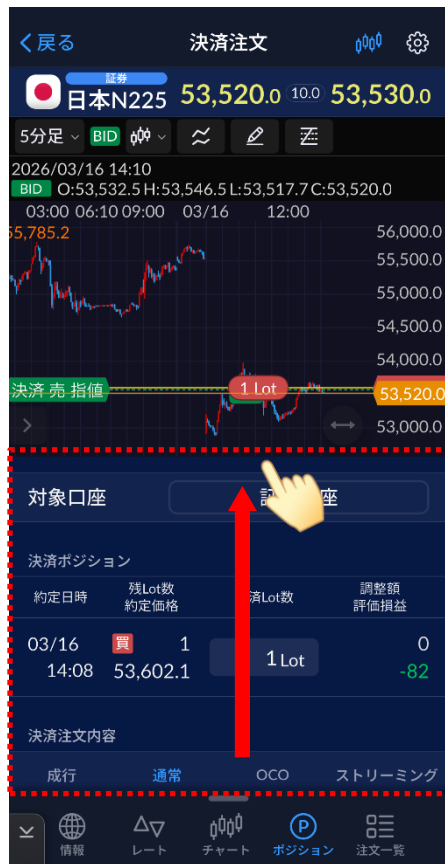 戻る 決済注文
証券
日本N225 53,520.0 10.0 53,530.0
5分足 BID
2026/03/16 14:10
BID O:53,532.5 H:53,546.5 L:53,517.7 C:53,520.0
03:00 06:10 09:00 03/16 12:00
55,785.2
56,000.0
55,500.0
55,000.0
54,500.0
54,000.0
決済 売 指値 1 Lot 53,520.0
53,000.0
対象口座
決済ポジション
約定日時 残Lot数 約定価格 済Lot数 調整額 評価損益
03/16 買 1 0
14:08 53,602.1 1 Lot -82
決済注文内容
成行 通常 OCO ストリーミング
情報 レート チャート P ポジション 注文一覧